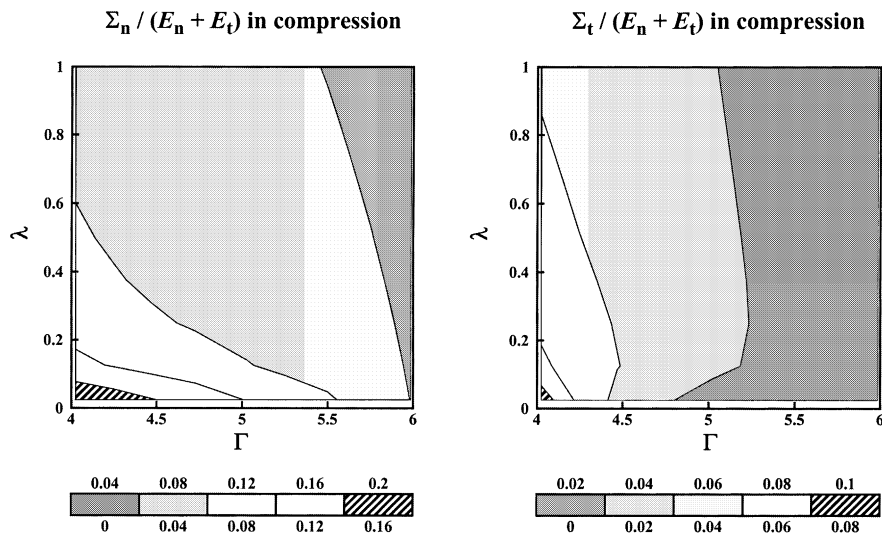 Σn / (En + Et) in compression
Σt / (En + Et) in compression
1
0.8
0.6
0.4
0.2
0
λ
4
4.5
5
5.5
6
Γ
1
0.8
0.6
0.4
0.2
0
λ
4
4.5
5
5.5
6
Γ
0.04 0.08 0.12 0.16 0.2
0 0.04 0.08 0.12 0.16
0.02 0.04 0.06 0.08 0.1
0 0.02 0.04 0.06 0.08